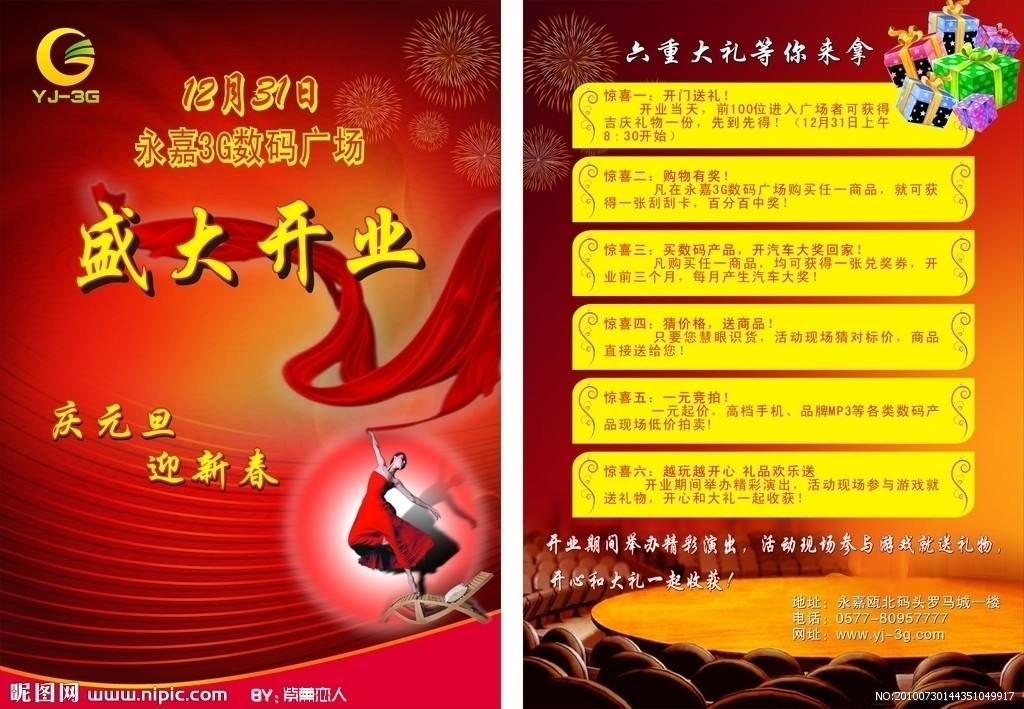 YJ-3G
12月31日
永嘉3G数码广场
盛大开业
庆元旦
迎新春
昵图网 www.nipic.com
BY:紫薰恋人
六重大礼等你来拿
惊喜一：开门送礼！
开业当天，前100位进入广场者可获得
吉庆礼物一份，先到先得！（12月31日上午
8：30开始）
惊喜二：购物有奖！
凡在永嘉3G数码广场购买任一商品，就可获
得一张刮刮卡，百分百中奖！
惊喜三：买数码产品，开汽车大奖回家！
凡购买任一商品，均可获得一张兑奖券，开
业前三个月，每月产生汽车大奖！
惊喜四：猜价格，送商品！
只要您慧眼识货，活动现场猜对标价，商品
直接送给您！
惊喜五：一元竞拍！
一元起价，高档手机、品牌MP3等各类数码产
品现场低价拍卖！
惊喜六：越玩越开心 礼品欢乐送
开业期间举办精彩演出，活动现场参与游戏就
送礼物，开心和大礼一起收获！
开业期间举办精彩演出，活动现场参与游戏就送礼物，
开心和大礼一起收获！
地址：永嘉瓯北码头罗马城一楼
电话：0577-80957777
网址：www.yj-3g.com
NO:20100730144351049917